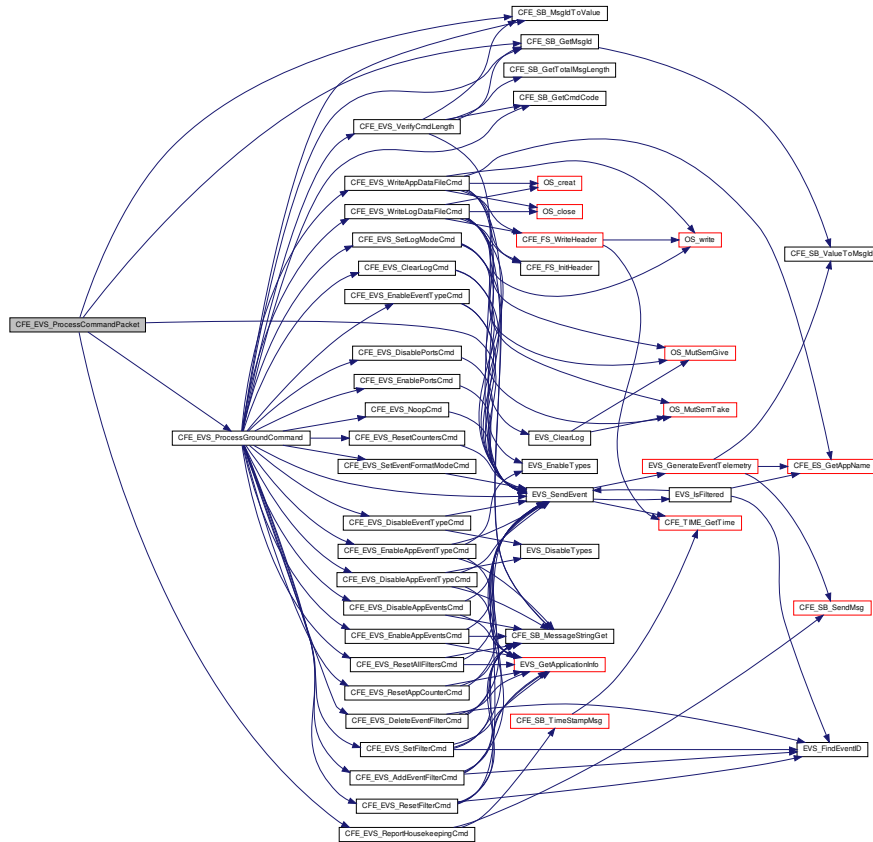 CFE_SB_MsgIdToValue
CFE_SB_GetMsgId
CFE_SB_GetTotalMsgLength
CFE_SB_GetCmdCode
CFE_EVS_VerifyCmdLength
CFE_EVS_WriteAppDataFileCmd
OS_creat
CFE_EVS_WriteLogDataFileCmd
OS_close
CFE_EVS_SetLogModeCmd
CFE_FS_WriteHeader
OS_write
CFE_SB_ValueToMsgId
CFE_EVS_ClearLogCmd
CFE_FS_InitHeader
CFE_EVS_EnableEventTypeCmd
CFE_EVS_ProcessCommandPacket
CFE_EVS_DisablePortsCmd
OS_MutSemGive
CFE_EVS_EnablePortsCmd
CFE_EVS_NoopCmd
OS_MutSemTake
CFE_EVS_ProcessGroundCommand
CFE_EVS_ResetCountersCmd
EVS_ClearLog
CFE_EVS_SetEventFormatModeCmd
EVS_EnableTypes
EVS_GenerateEventTelemetry
CFE_ES_GetAppName
EVS_SendEvent
EVS_IsFiltered
CFE_EVS_DisableEventTypeCmd
CFE_TIME_GetTime
CFE_EVS_EnableAppEventTypeCmd
EVS_DisableTypes
CFE_EVS_DisableAppEventTypeCmd
CFE_EVS_DisableAppEventsCmd
CFE_SB_SendMsg
CFE_EVS_EnableAppEventsCmd
CFE_SB_MessageStringGet
CFE_EVS_ResetAllFiltersCmd
EVS_GetApplicationInfo
CFE_EVS_ResetAppCounterCmd
CFE_EVS_DeleteEventFilterCmd
CFE_SB_TimeStampMsg
CFE_EVS_SetFilterCmd
EVS_FindEventID
CFE_EVS_AddEventFilterCmd
CFE_EVS_ResetFilterCmd
CFE_EVS_ReportHousekeepingCmd